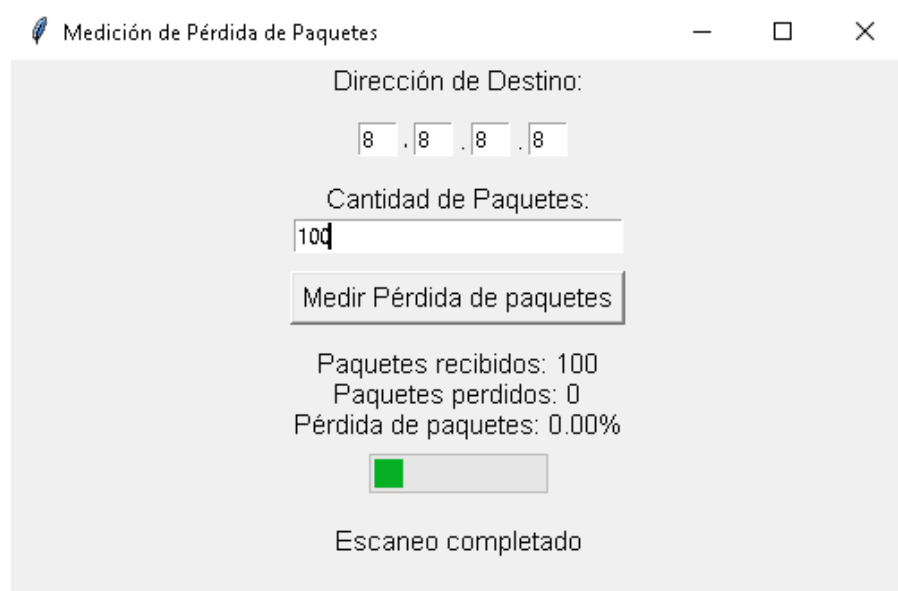 Medición de Pérdida de Paquetes
Dirección de Destino:
8 . 8 . 8 . 8
Cantidad de Paquetes:
100
Medir Pérdida de paquetes
Paquetes recibidos: 100
Paquetes perdidos: 0
Pérdida de paquetes: 0.00%
Escaneo completado